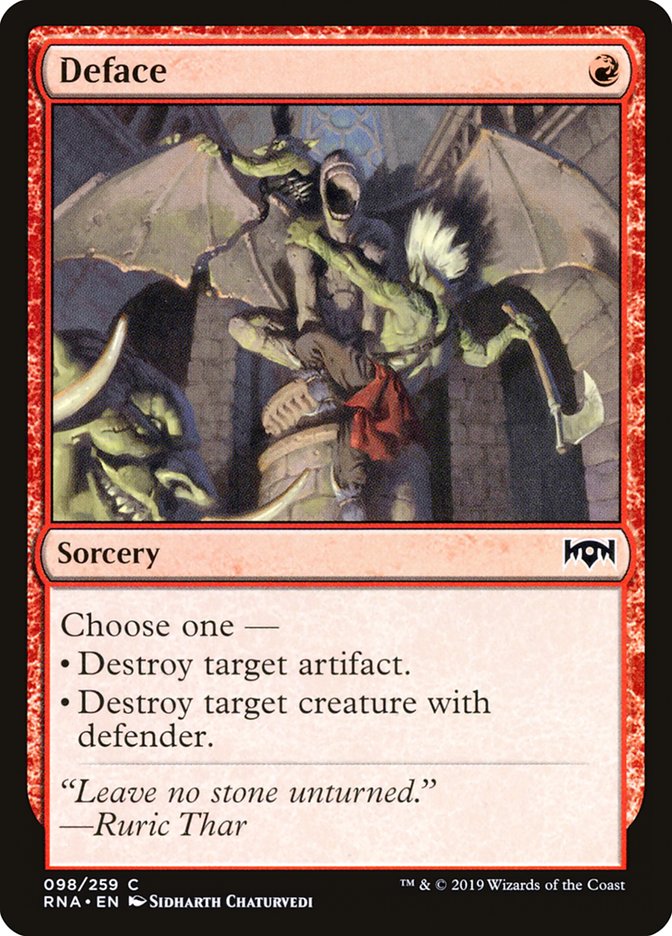 Deface
Sorcery
Choose one —
• Destroy target artifact.
• Destroy target creature with
defender.
“Leave no stone unturned.”
—Ruric Thar
098/259 C
™ & © 2019 Wizards of the Coast
RNA • EN Sidharth Chaturvedi